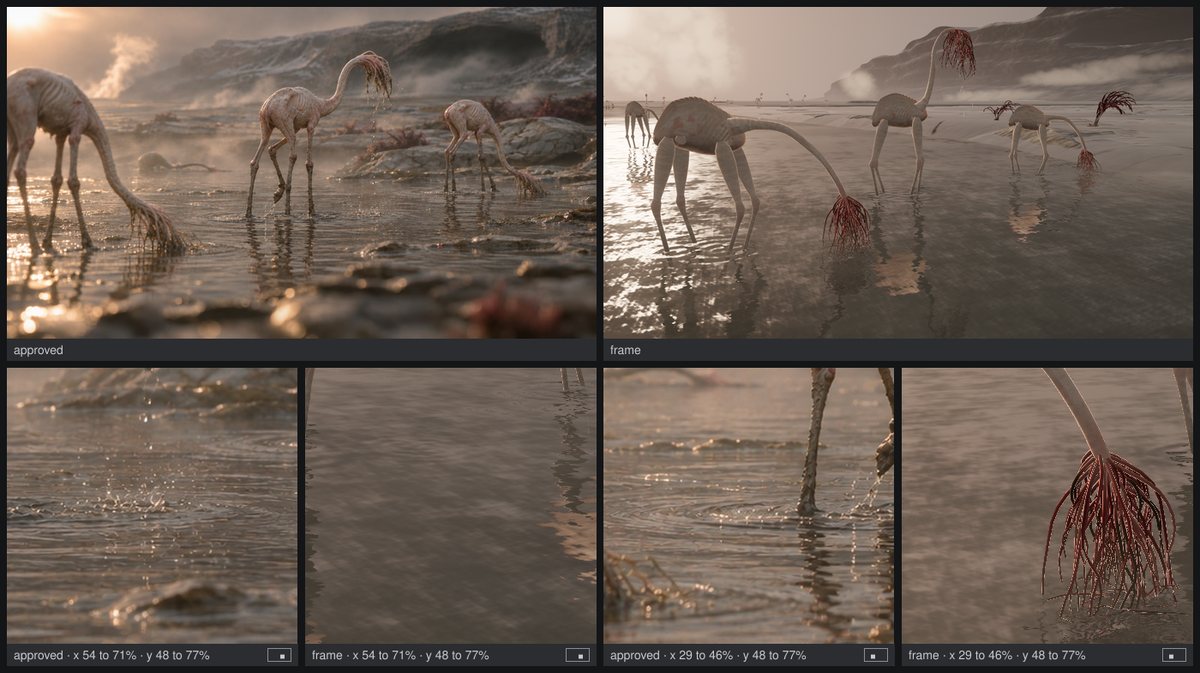 approved
frame
approved · x 54 to 71% · y 48 to 77%
frame · x 54 to 71% · y 48 to 77%
approved · x 29 to 46% · y 48 to 77%
frame · x 29 to 46% · y 48 to 77%